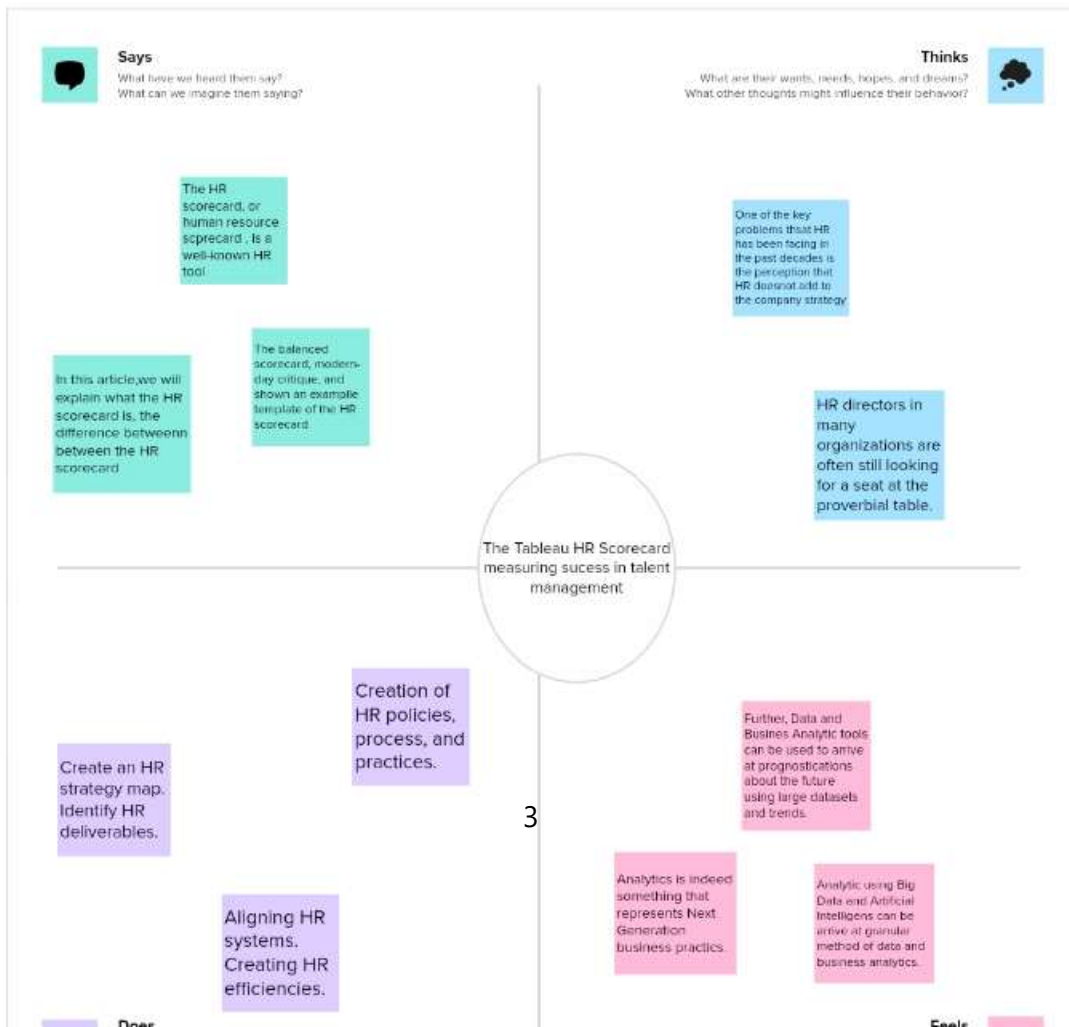 Says
What have we heard them say?
What can we imagine them saying?
Thinks
What are their wants, needs, hopes, and dreams?
What other thoughts might influence their behavior?
The HR
scorecard, or
human resource
scprecard , is a
well-known HR
tool
The balanced
scorecard, modern-
day critique, and
shown an example
template of the HR
scorecard
In this article,we will
explain what the HR
scorecard is, the
difference betweenn
between the HR
scorecard
One of the key
problems thsat HR
has been facing in
the past decades is
the perception that
HR doesnot add to
the company strategy
HR directors in
many
organizations are
often still looking
for a seat at the
proverbial table.
The Tableau HR Scorecard
measuring sucess in talent
management
Creation of
HR policies,
process, and
practices.
Create an HR
strategy map.
Identify HR
deliverables.
Aligning HR
systems.
Creating HR
efficiencies.
3
Further, Data and
Busines Analytic tools
can be used to arrive
at prognostications
about the future
using large datasets
and trends.
Analytics is indeed
something that
represents Next
Generation
business practics.
Analytic using Big
Data and Artificial
Intelligens can be
arrive at granular
method of data and
business analytics.
Does
Feels